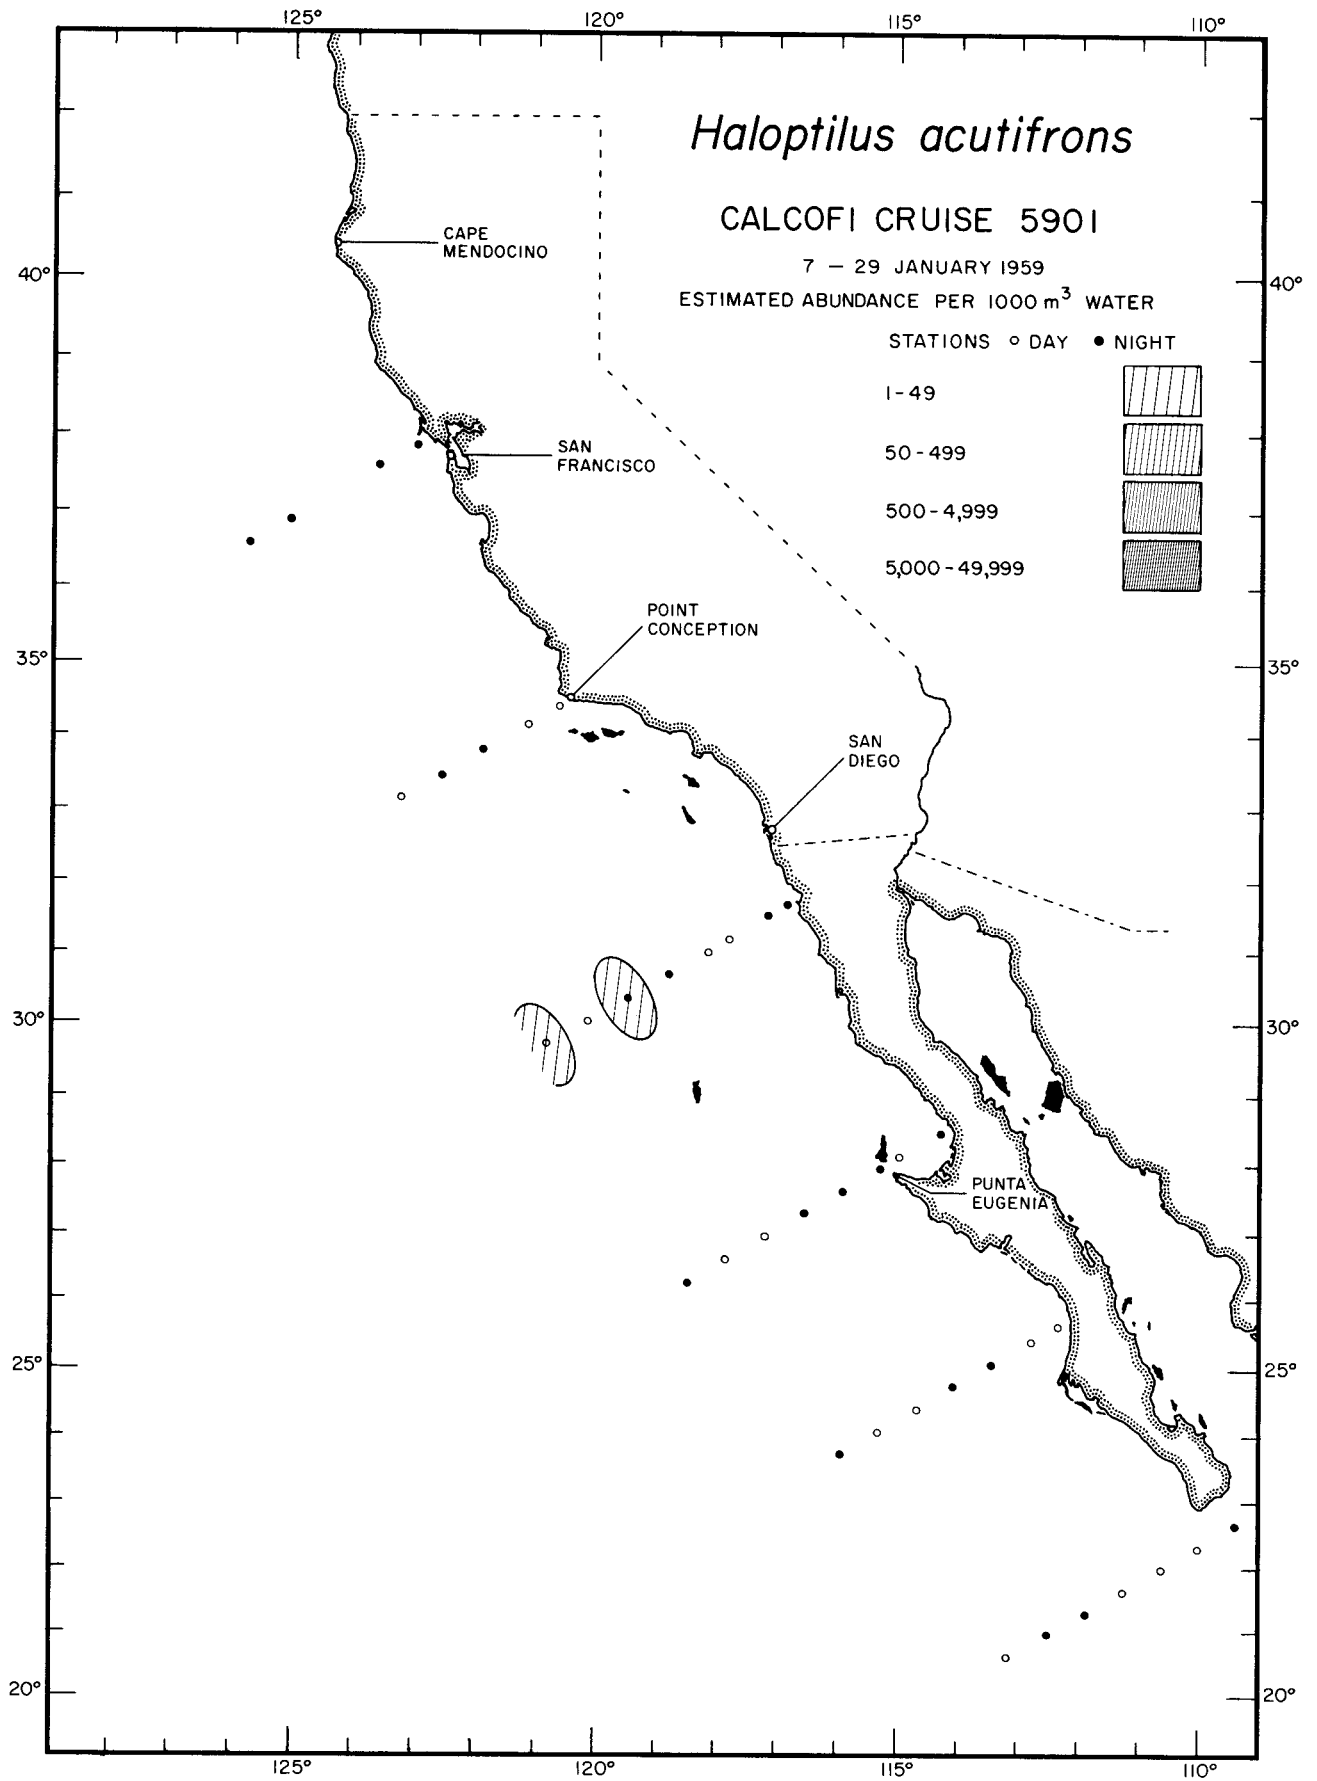 125° 120° 115° 110°
Haloptilus acutifrons
CALCOFI CRUISE 5901
7 – 29 JANUARY 1959
ESTIMATED ABUNDANCE PER 1000 m³ WATER
STATIONS ○ DAY ● NIGHT
1-49
50-499
500-4,999
5,000-49,999
CAPE
MENDOCINO
40° 40°
SAN
FRANCISCO
POINT
CONCEPTION
35° 35°
SAN
DIEGO
30° 30°
PUNTA
EUGENIA
25° 25°
20° 20°
125° 120° 115° 110°